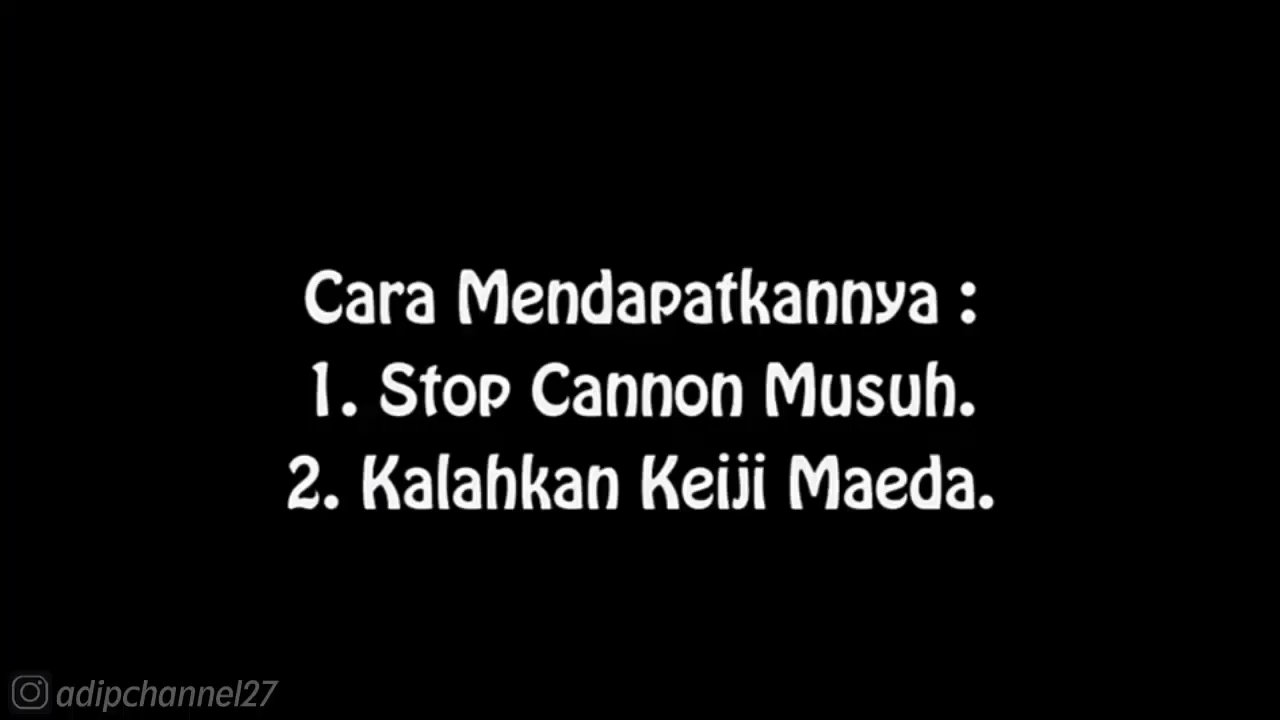 Cara Mendapatkannya :
1. Stop Cannon Musuh.
2. Kalahkan Keiji Maeda.
adipchannel27